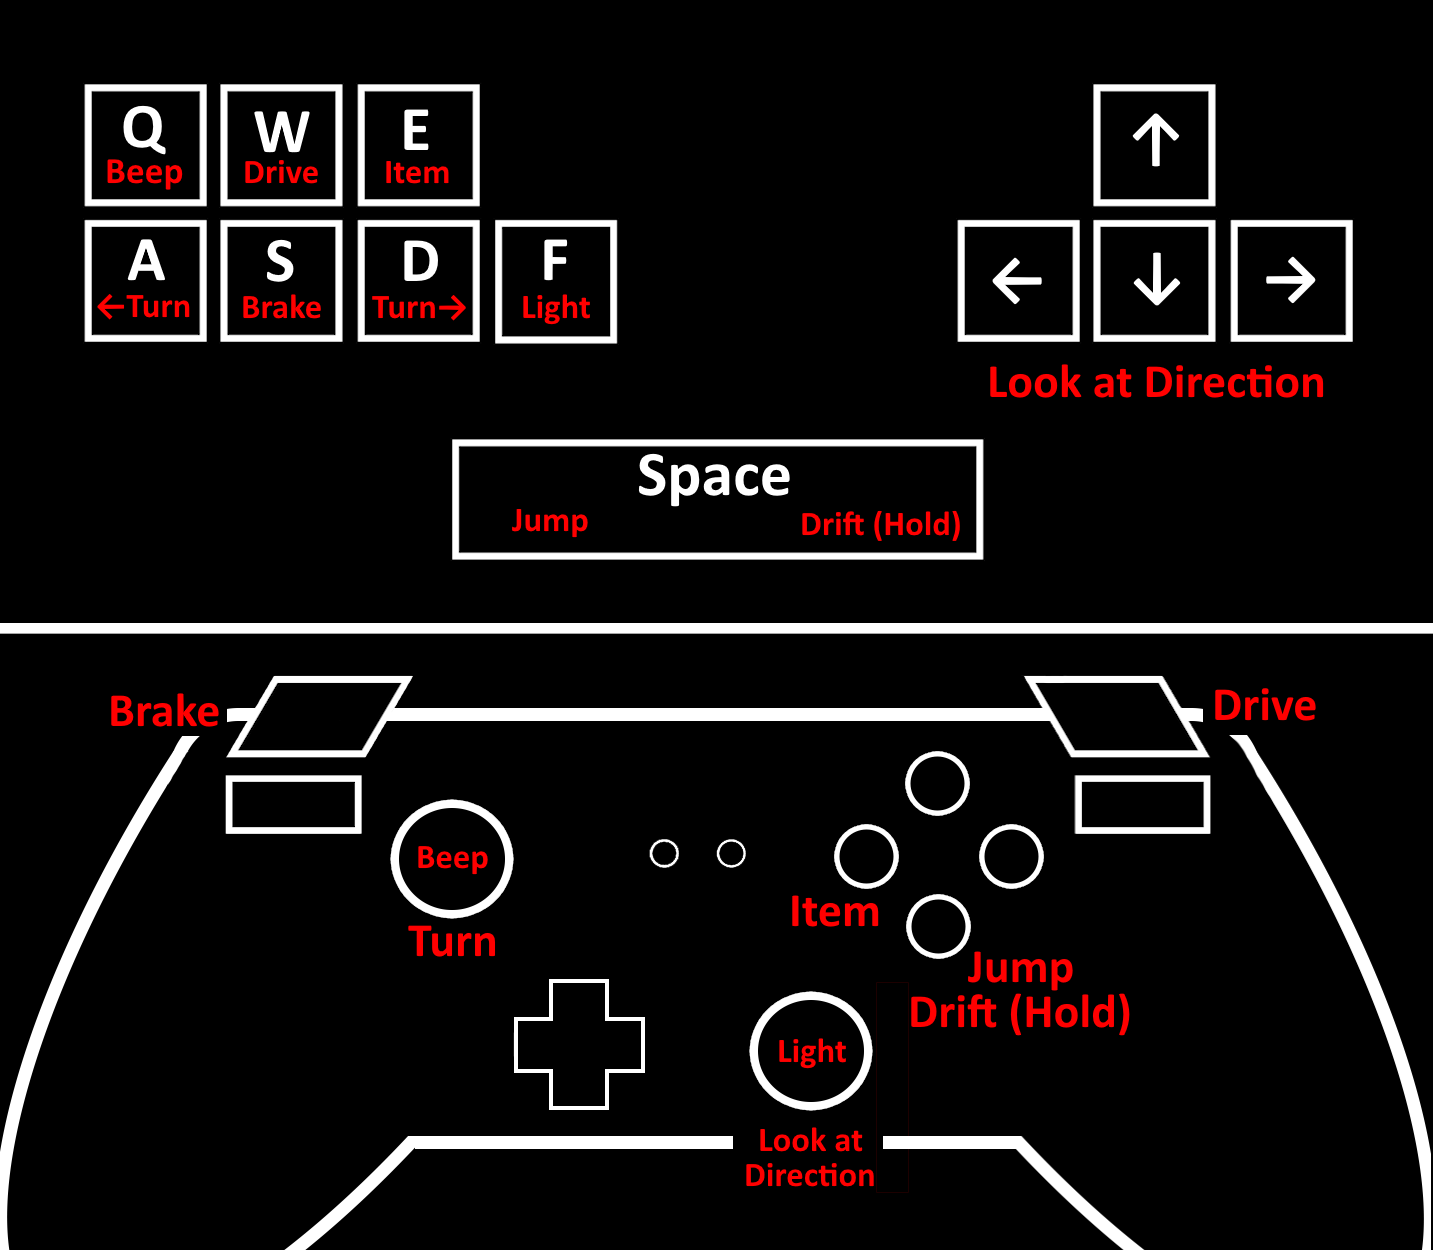 Q
Beep
W
Drive
E
Item
↑
A
←Turn
S
Brake
D
Turn→
F
Light
←
↓
→
Look at Direction
Space
Jump
Drift (Hold)
Brake
Drive
Beep
Turn
Item
Jump
Drift (Hold)
Light
Look at
Direction